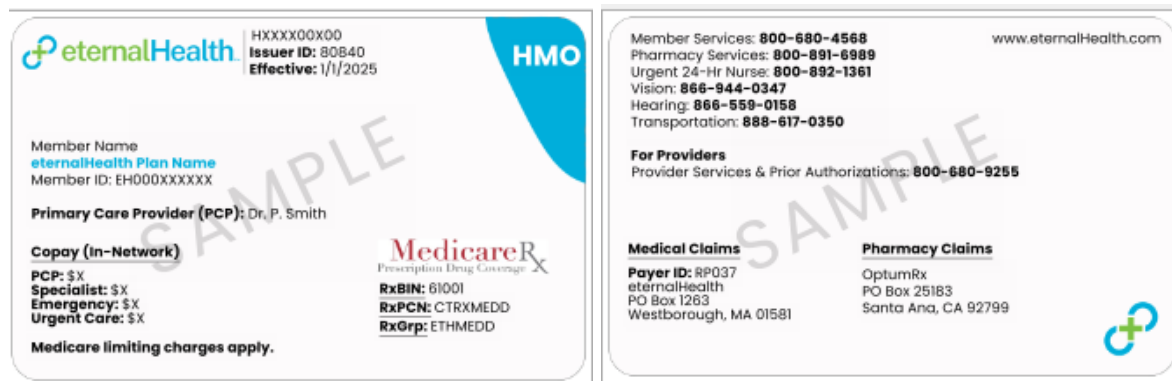 eternalHealth.
HXXXX00X00
Issuer ID: 80840
Effective: 1/1/2025
HMO
Member Name
eternalHealth Plan Name
Member ID: EH000XXXXXX
Primary Care Provider (PCP): Dr. P. Smith
Copay (In-Network)
PCP: $X
Specialist: $X
Emergency: $X
Urgent Care: $X
Medicare limiting charges apply.
MedicareRx
Prescription Drug Coverage
RxBIN: 61001
RxPCN: CTRXMEDD
RxGrp: ETHMEDD
SAMPLE
Member Services: 800-680-4568
Pharmacy Services: 800-891-6989
Urgent 24-Hr Nurse: 800-892-1361
Vision: 866-944-0347
Hearing: 866-559-0158
Transportation: 888-617-0350
www.eternalHealth.com
For Providers
Provider Services & Prior Authorizations: 800-680-9255
Medical Claims
Payer ID: RP037
eternalHealth
PO Box 1263
Westborough, MA 01581
Pharmacy Claims
OptumRx
PO Box 25183
Santa Ana, CA 92799
SAMPLE